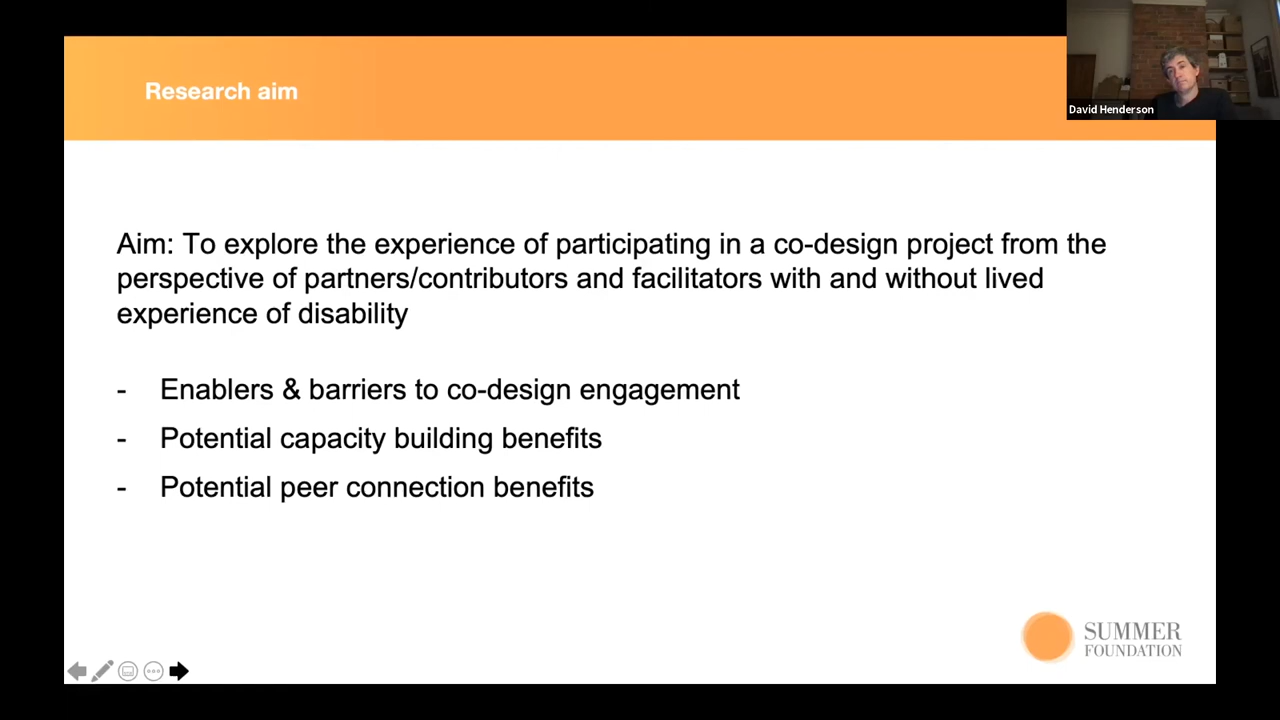 Research aim
David Henderson
Aim: To explore the experience of participating in a co-design project from the
perspective of partners/contributors and facilitators with and without lived
experience of disability
- Enablers & barriers to co-design engagement
- Potential capacity building benefits
- Potential peer connection benefits
SUMMER
FOUNDATION